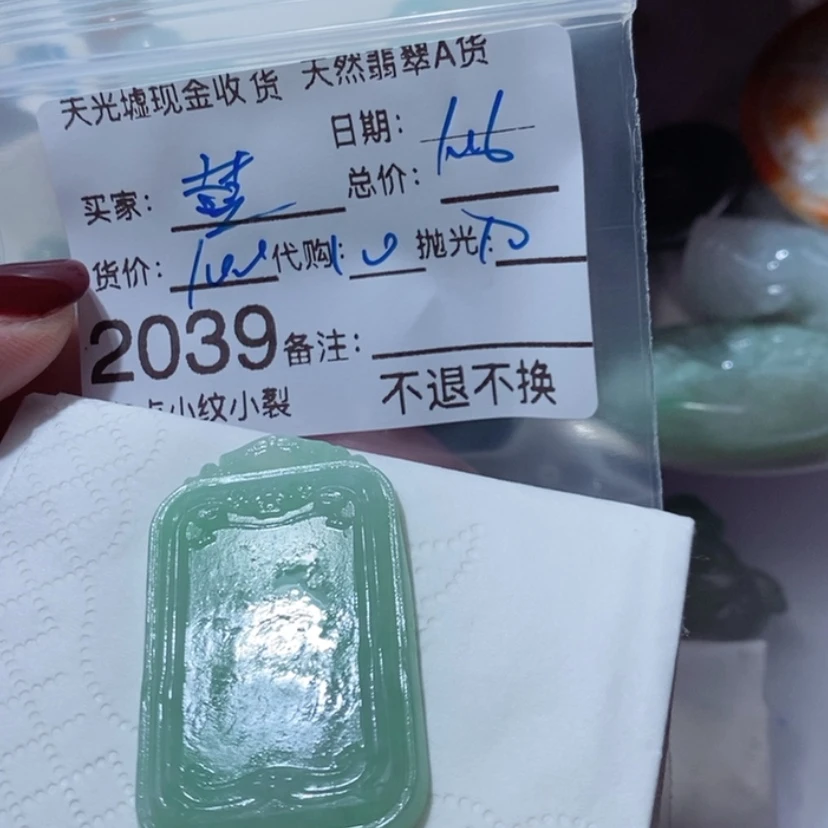 天光墟现金收货 天然翡翠A货
日期：
买家： 总价：
货价： 代购： 抛光：
2039 备注：
小纹小裂 不退不换